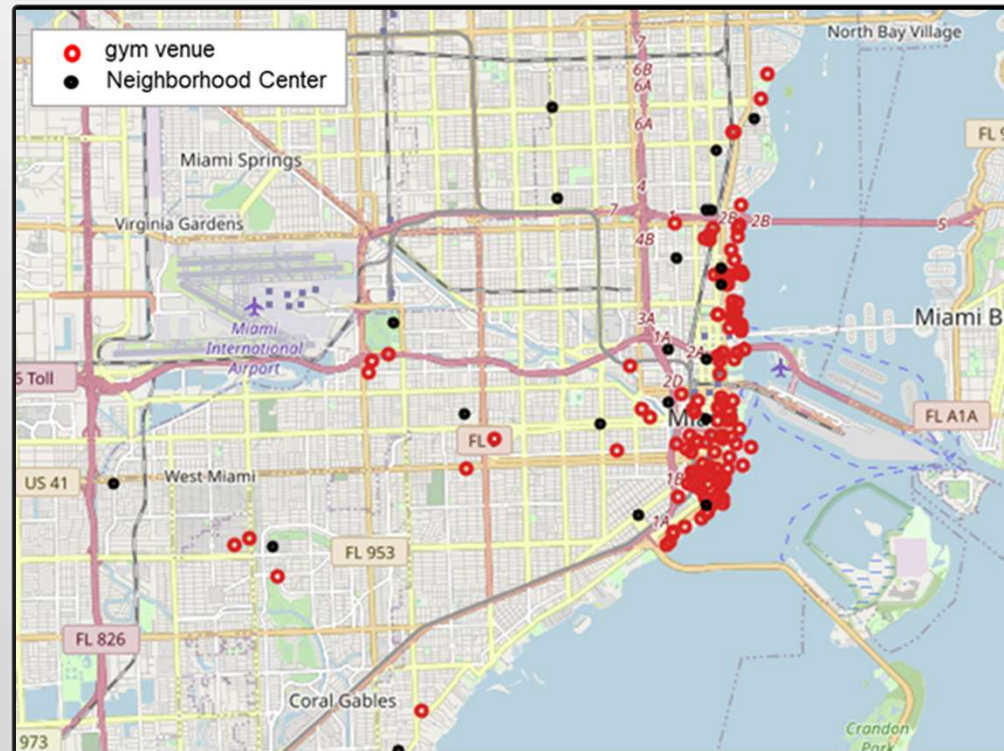 gym venue
Neighborhood Center
North Bay Village
7
6B
6A
6A
FL 9
Miami Springs
4
Virginia Gardens
7
2B
2B
S
4B
Miami
International
Airport
3A
1A
2A
Miami B
5 Toll
2D
Mia
FL A1A
FL
US 41
West Miami
1B
1A
FL 953
FL 826
Coral Gables
973
Crandon
Park